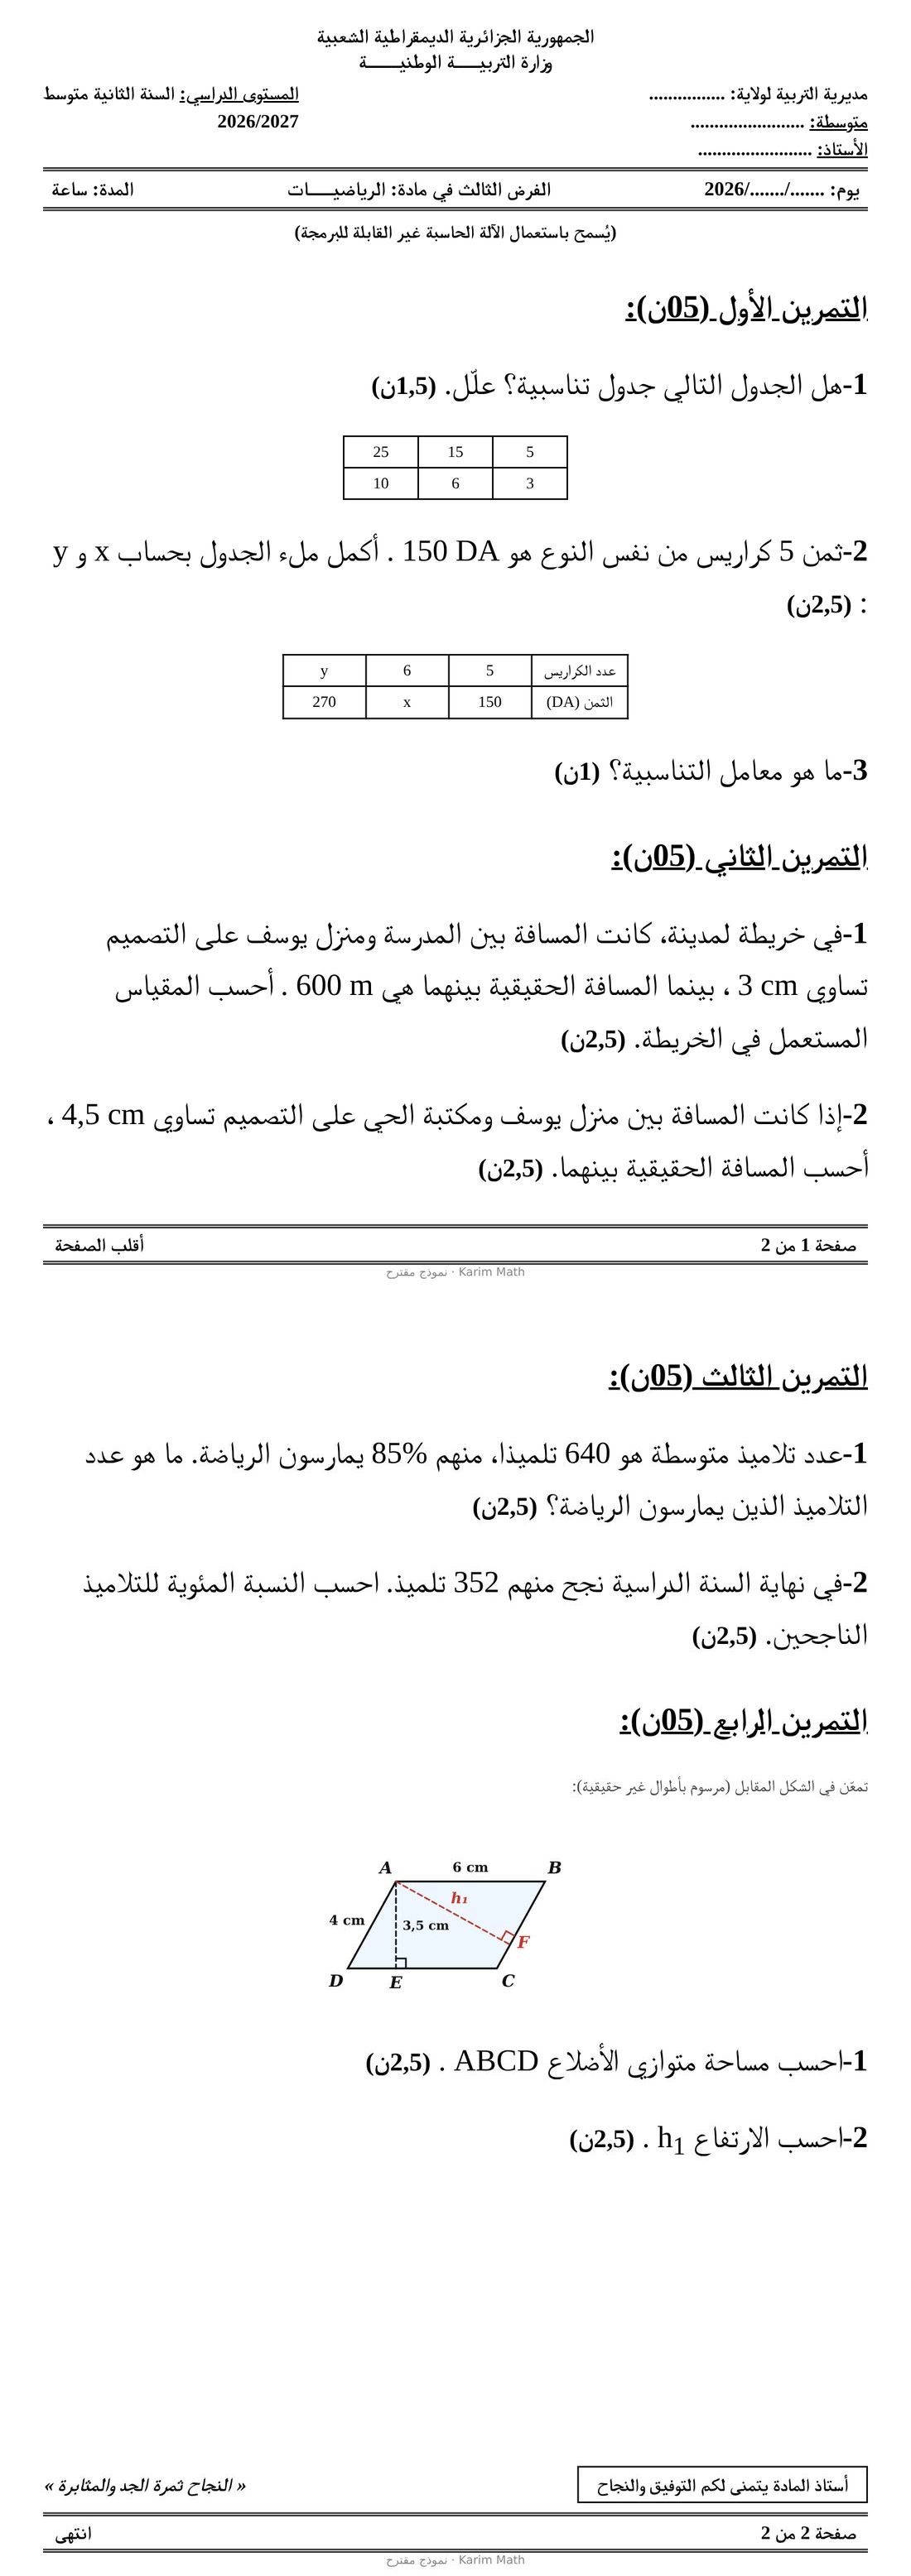 الجمهورية الجزائرية الديمقراطية الشعبية
وزارة التربيــــة الوطنيــــــة
مديرية التربية لولاية: ................
المستوى الدراسي: السنة الثانية متوسط
متوسطة: ........................
2026/2027
الأستاذ: ........................
يوم: ......./......./2026
الفرض الثالث في مادة: الرياضيـــــات
المدة: ساعة
(يُسمح باستعمال الآلة الحاسبة غير القابلة للبرمجة)
التمرين الأول (05ن):
1-هل الجدول التالي جدول تناسبية؟ علّل. (1,5ن)
5 15 25
3 6 10
2-ثمن 5 كراريس من نفس النوع هو 150 DA . أكمل ملء الجدول بحساب x و y
: (2,5ن)
عدد الكراريس 5 6 y
الثمن (DA) 150 x 270
3-ما هو معامل التناسبية؟ (1ن)
التمرين الثاني (05ن):
1-في خريطة لمدينة، كانت المسافة بين المدرسة ومنزل يوسف على التصميم
تساوي 3 cm ، بينما المسافة الحقيقية بينهما هي 600 m . أحسب المقياس
المستعمل في الخريطة. (2,5ن)
2-إذا كانت المسافة بين منزل يوسف ومكتبة الحي على التصميم تساوي 4,5 cm ،
أحسب المسافة الحقيقية بينهما. (2,5ن)
صفحة 1 من 2
أقلب الصفحة
نموذج مقترح · Karim Math
التمرين الثالث (05ن):
1-عدد تلاميذ متوسطة هو 640 تلميذا، منهم 85% يمارسون الرياضة. ما هو عدد
التلاميذ الذين يمارسون الرياضة؟ (2,5ن)
2-في نهاية السنة الدراسية نجح منهم 352 تلميذ. احسب النسبة المئوية للتلاميذ
الناجحين. (2,5ن)
التمرين الرابع (05ن):
تمعّن في الشكل المقابل (مرسوم بأطوال غير حقيقية):
A 6 cm B
h₁
4 cm 3,5 cm
F
D E C
1-احسب مساحة متوازي الأضلاع ABCD . (2,5ن)
2-احسب الارتفاع h1 . (2,5ن)
أستاذ المادة يتمنى لكم التوفيق والنجاح
« النجاح ثمرة الجد والمثابرة »
صفحة 2 من 2
انتهى
نموذج مقترح · Karim Math